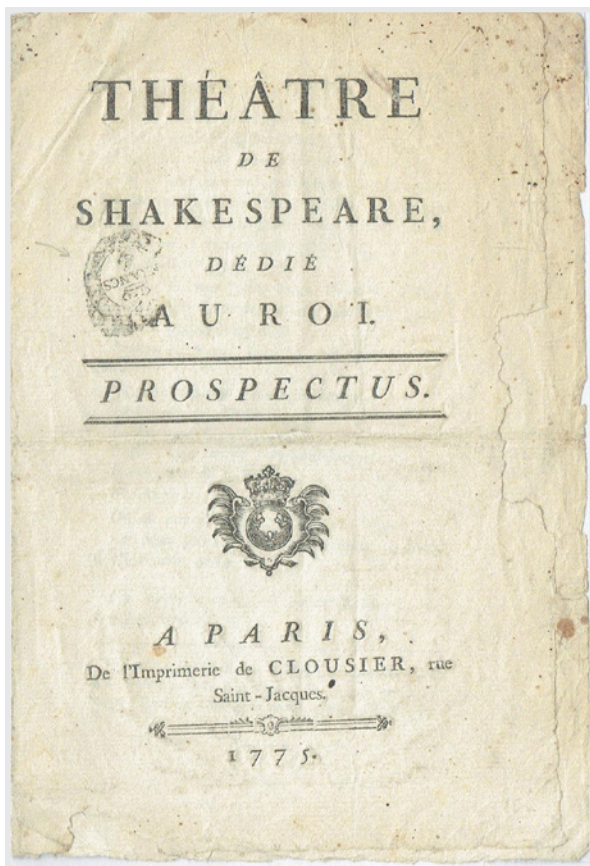 THÉÂTRE
DE
SHAKESPEARE,
DÉDIÉ
AU ROI.
PROSPECTUS.
A PARIS,
De l'Imprimerie de CLOUSIER, rue
Saint-Jacques.
1775.